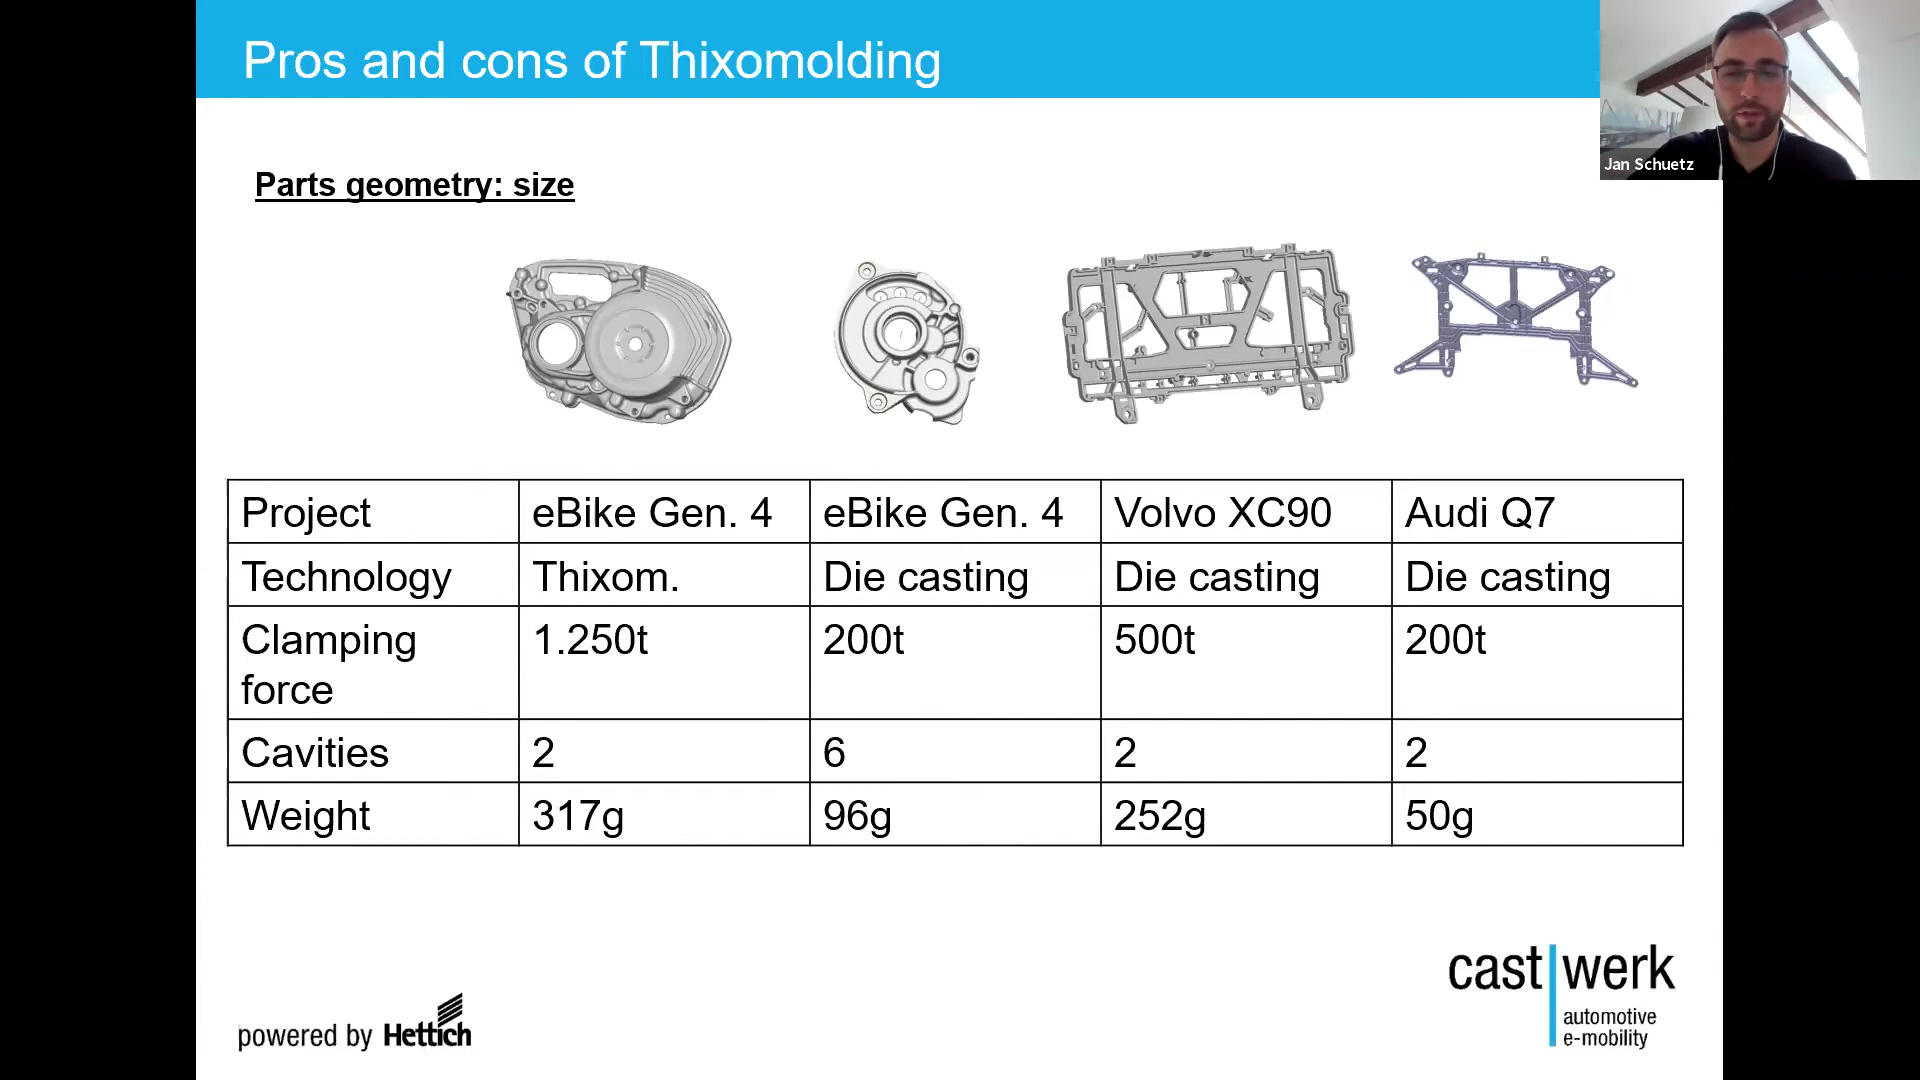 Pros and cons of Thixomolding
Jan Schuetz
Parts geometry: size
Project eBike Gen. 4 eBike Gen. 4 Volvo XC90 Audi Q7
Technology Thixom. Die casting Die casting Die casting
Clamping force 1.250t 200t 500t 200t
Cavities 2 6 2 2
Weight 317g 96g 252g 50g
powered by Hettich
cast werk
automotive
e-mobility